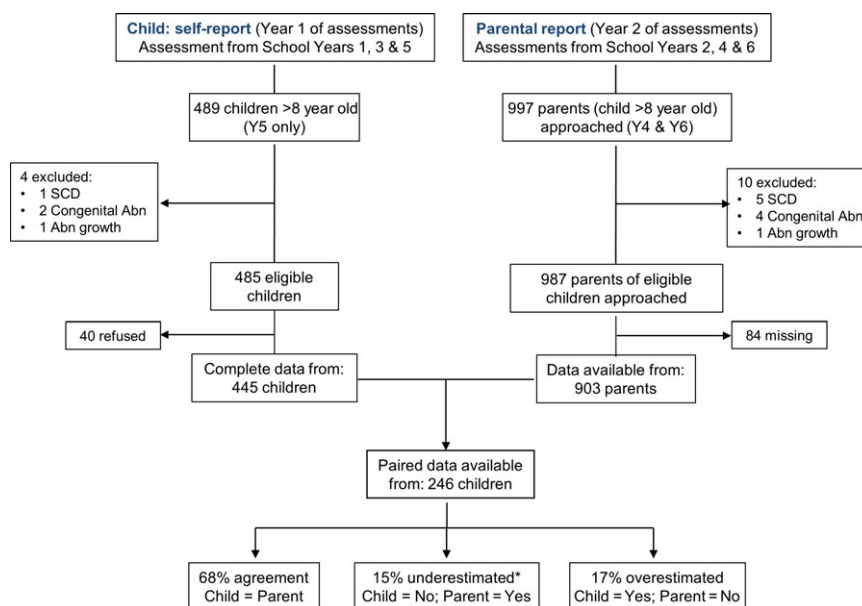 Child: self-report (Year 1 of assessments)
Assessment from School Years 1, 3 & 5
Parental report (Year 2 of assessments)
Assessments from School Years 2, 4 & 6
489 children >8 year old
(Y5 only)
997 parents (child >8 year old)
approached (Y4 & Y6)
4 excluded:
• 1 SCD
• 2 Congenital Abn
• 1 Abn growth
10 excluded:
• 5 SCD
• 4 Congenital Abn
• 1 Abn growth
485 eligible
children
987 parents of eligible
children approached
40 refused
84 missing
Complete data from:
445 children
Data available from:
903 parents
Paired data available
from: 246 children
68% agreement
Child = Parent
15% underestimated*
Child = No; Parent = Yes
17% overestimated
Child = Yes; Parent = No